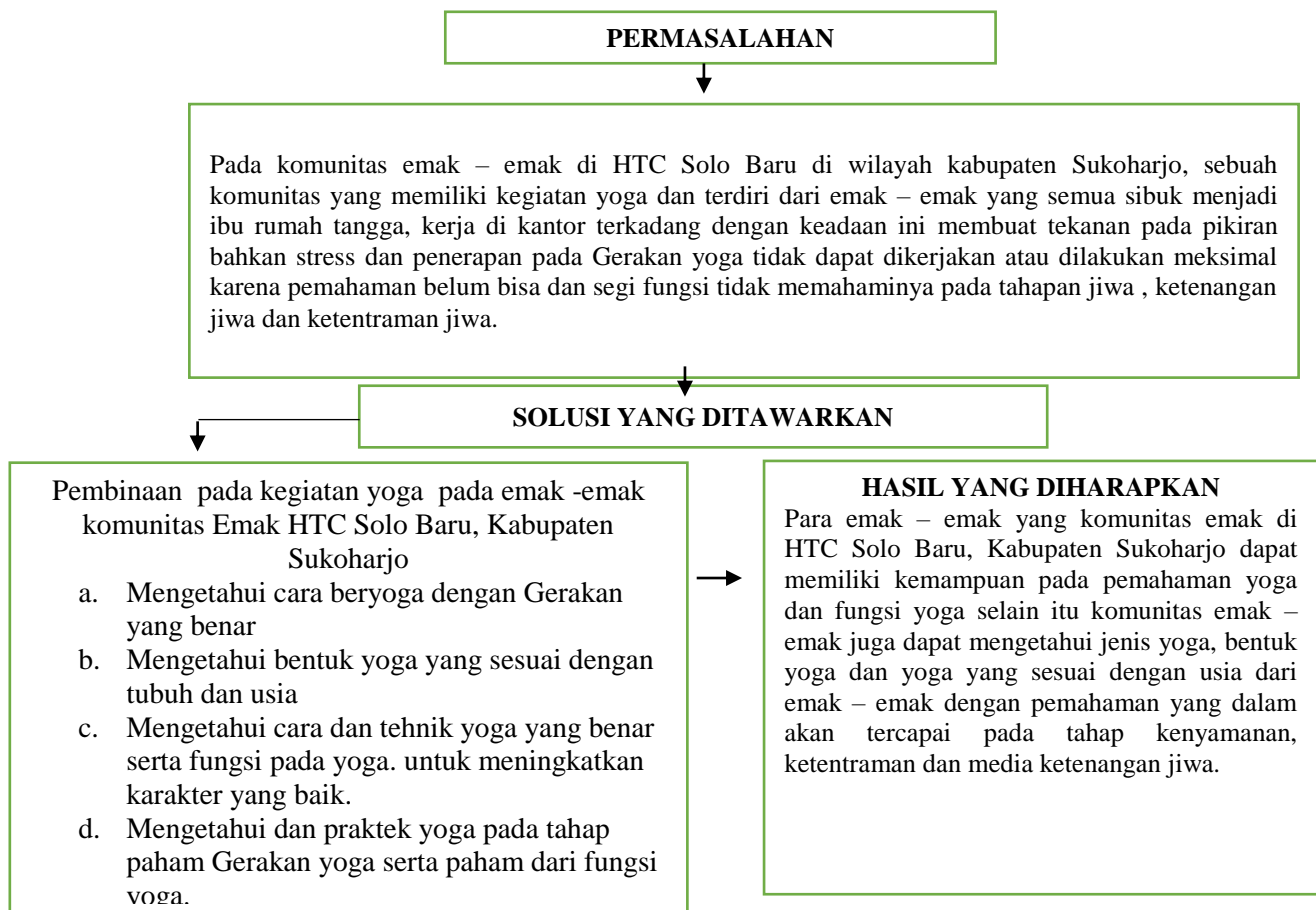 PERMASALAHAN
Pada komunitas emak – emak di HTC Solo Baru di wilayah kabupaten Sukoharjo, sebuah
komunitas yang memiliki kegiatan yoga dan terdiri dari emak – emak yang semua sibuk menjadi
ibu rumah tangga, kerja di kantor terkadang dengan keadaan ini membuat tekanan pada pikiran
bahkan stress dan penerapan pada Gerakan yoga tidak dapat dikerjakan atau dilakukan meksimal
karena pemahaman belum bisa dan segi fungsi tidak memahaminya pada tahapan jiwa , ketenangan
jiwa dan ketentraman jiwa.
SOLUSI YANG DITAWARKAN
Pembinaan pada kegiatan yoga pada emak -emak
komunitas Emak HTC Solo Baru, Kabupaten
Sukoharjo
a. Mengetahui cara beryoga dengan Gerakan
yang benar
b. Mengetahui bentuk yoga yang sesuai dengan
tubuh dan usia
c. Mengetahui cara dan tehnik yoga yang benar
serta fungsi pada yoga. untuk meningkatkan
karakter yang baik.
d. Mengetahui dan praktek yoga pada tahap
paham Gerakan yoga serta paham dari fungsi
yoga.
HASIL YANG DIHARAPKAN
Para emak – emak yang komunitas emak di
HTC Solo Baru, Kabupaten Sukoharjo dapat
memiliki kemampuan pada pemahaman yoga
dan fungsi yoga selain itu komunitas emak –
emak juga dapat mengetahui jenis yoga, bentuk
yoga dan yoga yang sesuai dengan usia dari
emak – emak dengan pemahaman yang dalam
akan tercapai pada tahap kenyamanan,
ketentraman dan media ketenangan jiwa.